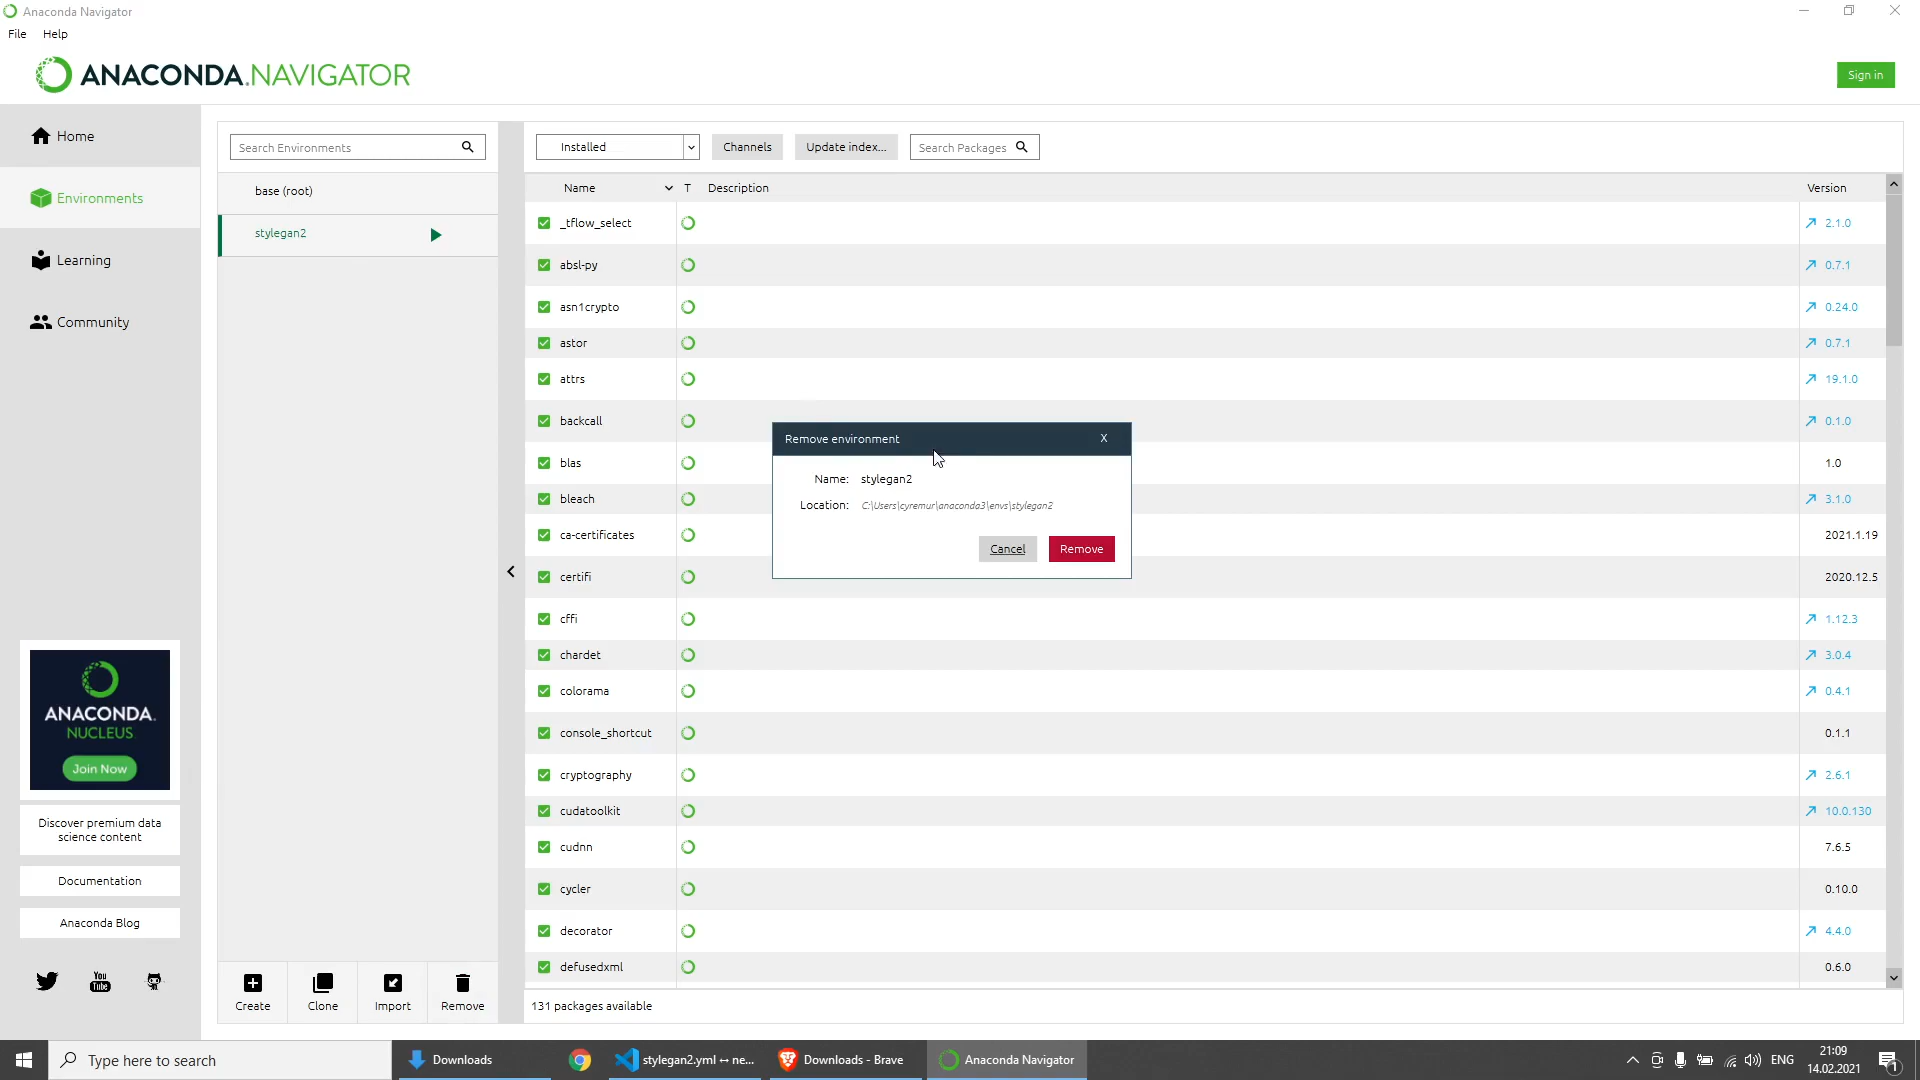 Anaconda Navigator
File Help
ANACONDA.NAVIGATOR
Sign in
Home
Environments
Learning
Community
ANACONDA.
NUCLEUS
Join Now
Discover premium data
science content
Documentation
Anaconda Blog
You
Tube
Search Environments
base (root)
stylegan2
Create Clone Import Remove
Installed Channels Update index... Search Packages
Name T Description Version
_tflow_select 2.1.0
absl-py 0.7.1
asn1crypto 0.24.0
astor 0.7.1
attrs 19.1.0
backcall 0.1.0
blas 1.0
bleach 3.1.0
ca-certificates 2021.1.19
certifi 2020.12.5
cffi 1.12.3
chardet 3.0.4
colorama 0.4.1
console_shortcut 0.1.1
cryptography 2.6.1
cudatoolkit 10.0.130
cudnn 7.6.5
cycler 0.10.0
decorator 4.4.0
defusedxml 0.6.0
131 packages available
Remove environment X
Name: stylegan2
Location: C:\Users\cyremur\anaconda3\envs\stylegan2
Cancel Remove
Type here to search
Downloads
stylegan2.yml ↔ ne...
Downloads - Brave
Anaconda Navigator
ENG
21:09
14.02.2021
1